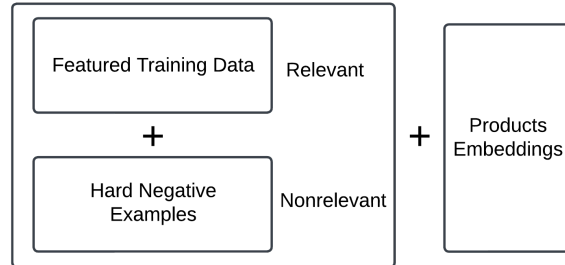 Featured Training Data
Relevant
+
Hard Negative
Examples
Nonrelevant
+
Products
Embeddings